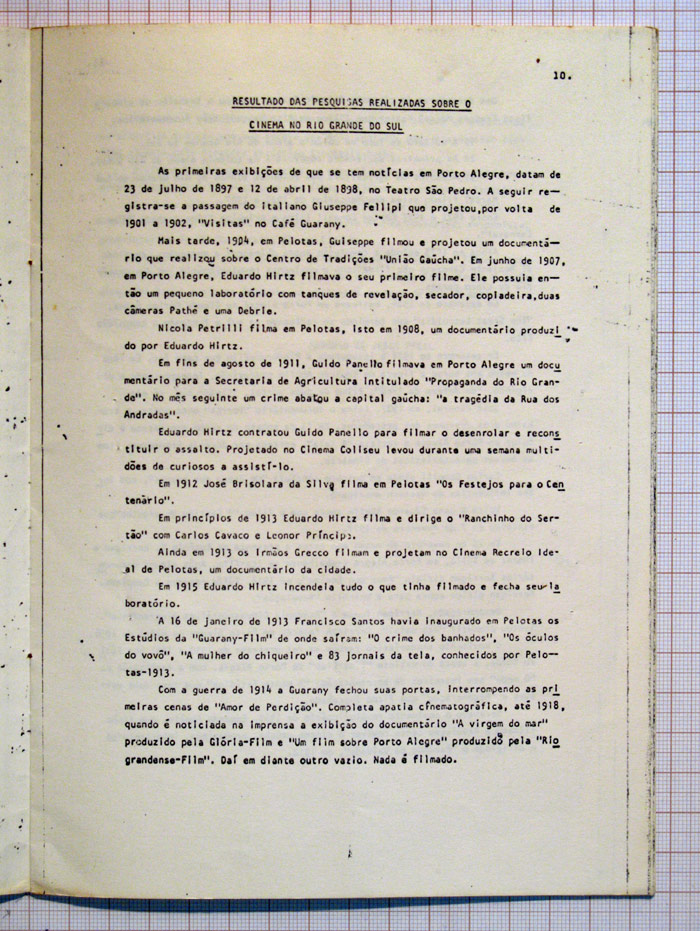 10.
RESULTADO DAS PESQUISAS REALIZADAS SOBRE O
CINEMA NO RIO GRANDE DO SUL
As primeiras exibições de que se tem notícias em Porto Alegre, datam de
23 de julho de 1897 e 12 de abril de 1898, no Teatro São Pedro. A seguir re—
gistra-se a passagem do italiano Giuseppe Fellipi que projetou,por volta de
1901 a 1902, "Visitas" no Café Guarany.
Mais tarde, 1904, em Pelotas, Guiseppe filmou e projetou um documentá—
rio que realizou sobre o Centro de Tradições "União Gaúcha". Em junho de 1907,
em Porto Alegre, Eduardo Hirtz filmava o seu primeiro filme. Ele possuia en—
tão um pequeno laboratório com tanques de revelação, secador, copiadeira,duas
câmeras Pathé e uma Debrie.
Nicola Petrilli filma em Pelotas, isto em 1908, um documentário produzi
do por Eduardo Hirtz.
Em fins de agosto de 1911, Guido Panello filmava em Porto Alegre um docu
mentário para a Secretaria de Agricultura intitulado "Propaganda do Rio Gran-
de". No mês seguinte um crime abalou a capital gaúcha: "a tragédia da Rua dos
Andradas".
Eduardo Hirtz contratou Guido Panello para filmar o desenrolar e recons
tituir o assalto. Projetado no Cinema Coliseu levou durante uma semana multi-
dões de curiosos a assistí-lo.
Em 1912 José Brisolara da Silva filma em Pelotas "Os Festejos para o Cen
tenário".
Em princípios de 1913 Eduardo Hirtz filma e dirige o "Ranchinho do Ser-
tão" com Carlos Cavaco e Leonor Príncipa.
Ainda em 1913 os Irmãos Grecco filmam e projetam no Cinema Recreio Ide-
al de Pelotas, um documentário da cidade.
Em 1915 Eduardo Hirtz incendeia tudo o que tinha filmado e fecha seu la
boratório.
A 16 de janeiro de 1913 Francisco Santos havia inaugurado em Pelotas os
Estúdios da "Guarany-Film" de onde saíram: "O crime dos banhados", "Os óculos
do vovô", "A mulher do chiqueiro" e 83 jornais da tela, conhecidos por Pelo—
tas-1913.
Com a guerra de 1914 a Guarany fechou suas portas, interrompendo as pri
meiras cenas de "Amor de Perdição". Completa apatia cinematográfica, até 1918,
quando é noticiada na imprensa a exibição do documentário "A virgem do mar"
produzido pela Glória-Film e "Um film sobre Porto Alegre" produzido pela "Rio
grandense-Film". Daí em diante outro vazio. Nada é filmado.